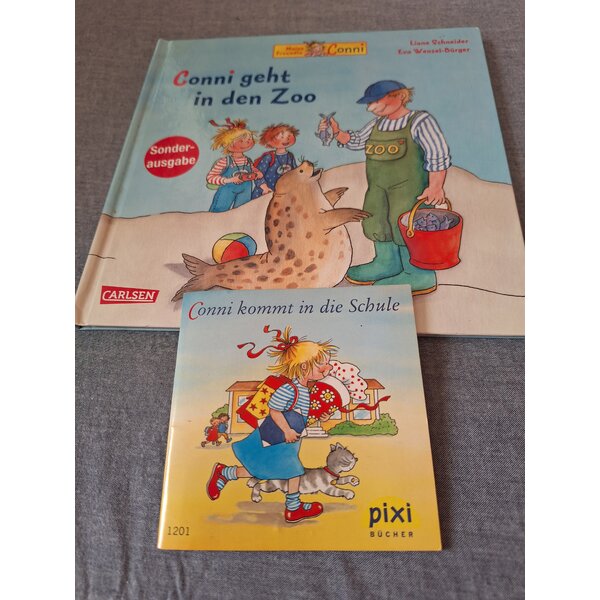 Meine Freundin Conni
Liane Schneider
Eva Wenzel-Bürger
Conni geht
in den Zoo
Sonder-
ausgabe
ZOO
CARLSEN
Conni kommt in die Schule
1201
pixi
BÜCHER